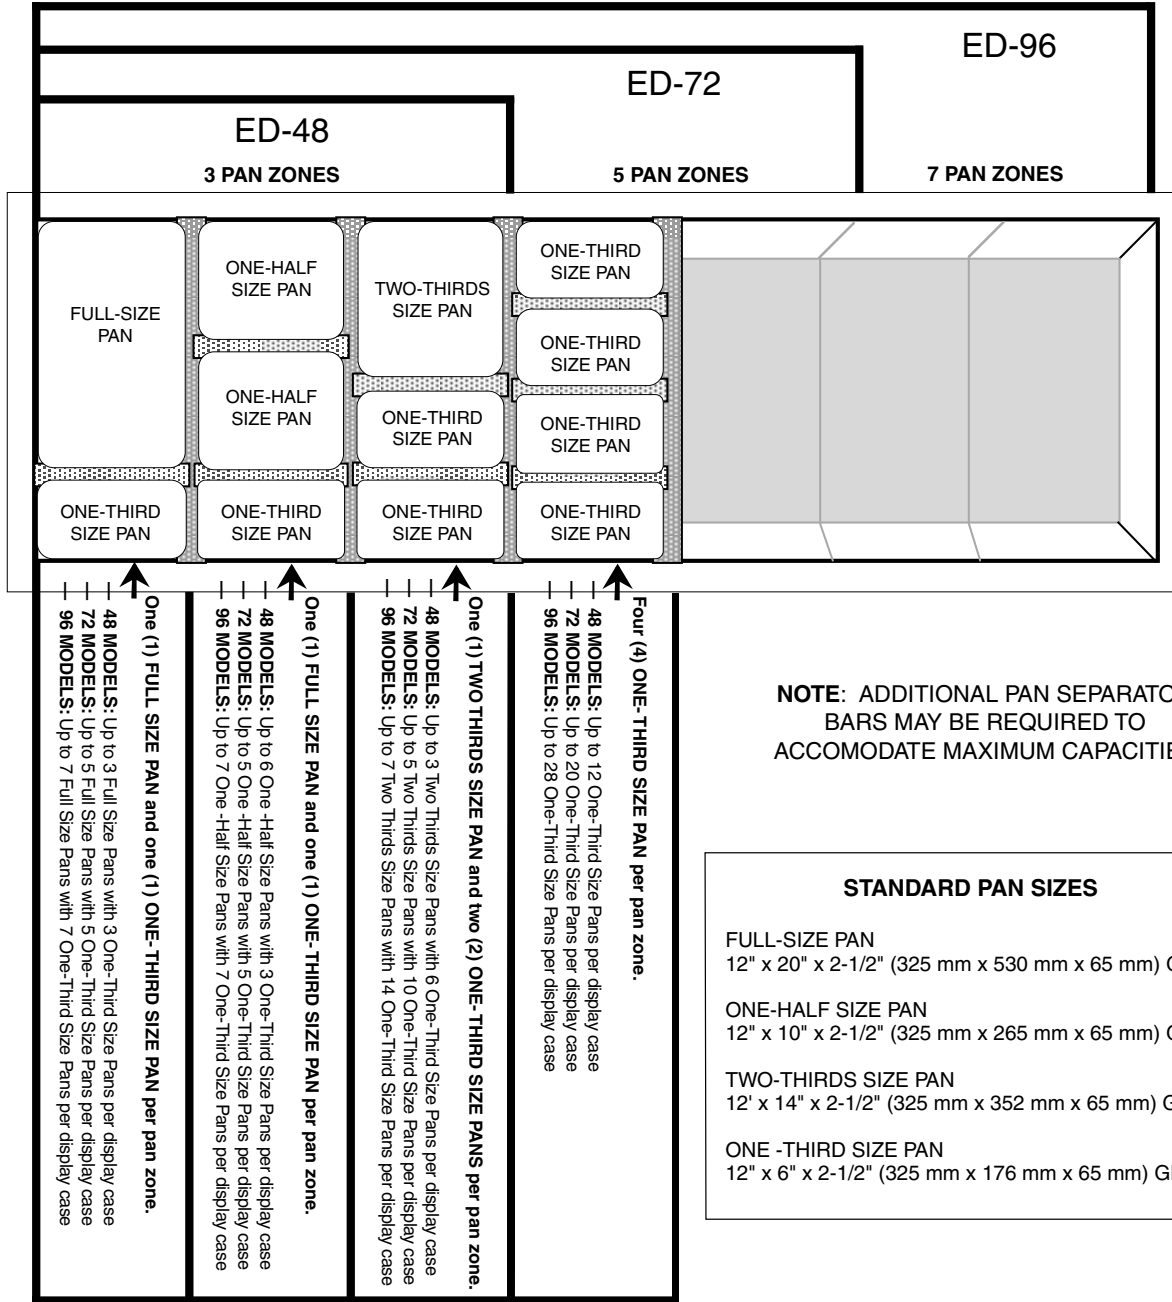 ED-96
ED-72
ED-48
3 PAN ZONES
5 PAN ZONES
7 PAN ZONES
FULL-SIZE
PAN
ONE-THIRD
SIZE PAN
ONE-HALF
SIZE PAN
ONE-HALF
SIZE PAN
ONE-THIRD
SIZE PAN
TWO-THIRDS
SIZE PAN
ONE-THIRD
SIZE PAN
ONE-THIRD
SIZE PAN
ONE-THIRD
SIZE PAN
ONE-THIRD
SIZE PAN
ONE-THIRD
SIZE PAN
ONE-THIRD
SIZE PAN
One (1) FULL SIZE PAN and one (1) ONE- THIRD SIZE PAN per pan zone.
— 48 MODELS: Up to 3 Full Size Pans with 3 One-Third Size Pans per display case
— 72 MODELS: Up to 5 Full Size Pans with 5 One-Third Size Pans per display case
— 96 MODELS: Up to 7 Full Size Pans with 7 One-Third Size Pans per display case
One (1) FULL SIZE PAN and one (1) ONE- THIRD SIZE PAN per pan zone.
— 48 MODELS: Up to 6 One -Half Size Pans with 3 One-Third Size Pans per display case
— 72 MODELS: Up to 5 One -Half Size Pans with 5 One-Third Size Pans per display case
— 96 MODELS: Up to 7 One -Half Size Pans with 7 One-Third Size Pans per display case
One (1) TWO THIRDS SIZE PAN and two (2) ONE- THIRD SIZE PANS per pan zone.
— 48 MODELS: Up to 3 Two Thirds Size Pans with 6 One-Third Size Pans per display case
— 72 MODELS: Up to 5 Two Thirds Size Pans with 10 One-Third Size Pans per display case
— 96 MODELS: Up to 7 Two Thirds Size Pans with 14 One-Third Size Pans per display case
Four (4) ONE- THIRD SIZE PAN per pan zone.
— 48 MODELS: Up to 12 One-Third Size Pans per display case
— 72 MODELS: Up to 20 One-Third Size Pans per display case
— 96 MODELS: Up to 28 One-Third Size Pans per display case
NOTE: ADDITIONAL PAN
BARS MAY BE REQUIRED TO
ACCOMODATE MAXIMUM
STANDARD PAN SIZES
FULL-SIZE PAN
12" x 20" x 2-1/2" (325 mm x 530 mm x 65 mm)
ONE-HALF SIZE PAN
12" x 10" x 2-1/2" (325 mm x 265 mm x 65 mm)
TWO-THIRDS SIZE PAN
12' x 14" x 2-1/2" (325 mm x 352 mm x 65 mm)
ONE -THIRD SIZE PAN
12" x 6" x 2-1/2" (325 mm x 176 mm x 65 mm)